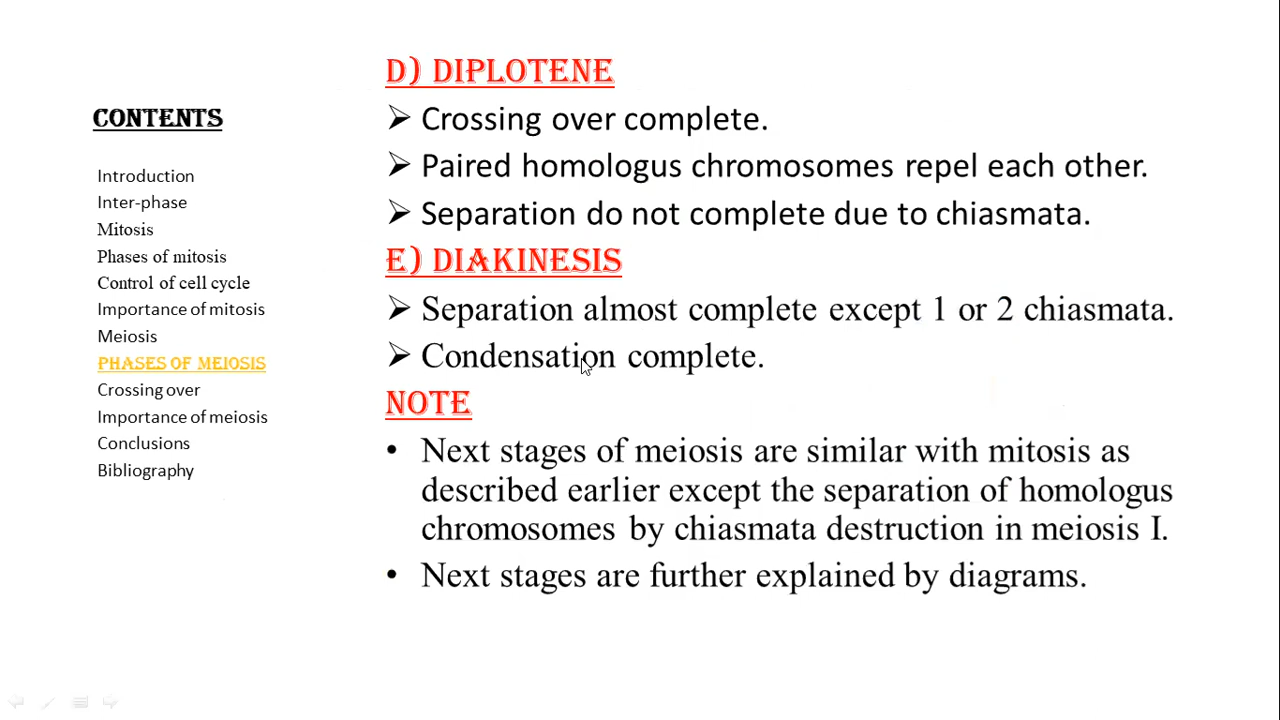 CONTENTS
Introduction
Inter-phase
Mitosis
Phases of mitosis
Control of cell cycle
Importance of mitosis
Meiosis
PHASES OF MEIOSIS
Crossing over
Importance of meiosis
Conclusions
Bibliography
D) DIPLOTENE
➢ Crossing over complete.
➢ Paired homologus chromosomes repel each other.
➢ Separation do not complete due to chiasmata.
E) DIAKINESIS
➢ Separation almost complete except 1 or 2 chiasmata.
➢ Condensation complete.
NOTE
• Next stages of meiosis are similar with mitosis as
described earlier except the separation of homologus
chromosomes by chiasmata destruction in meiosis I.
• Next stages are further explained by diagrams.